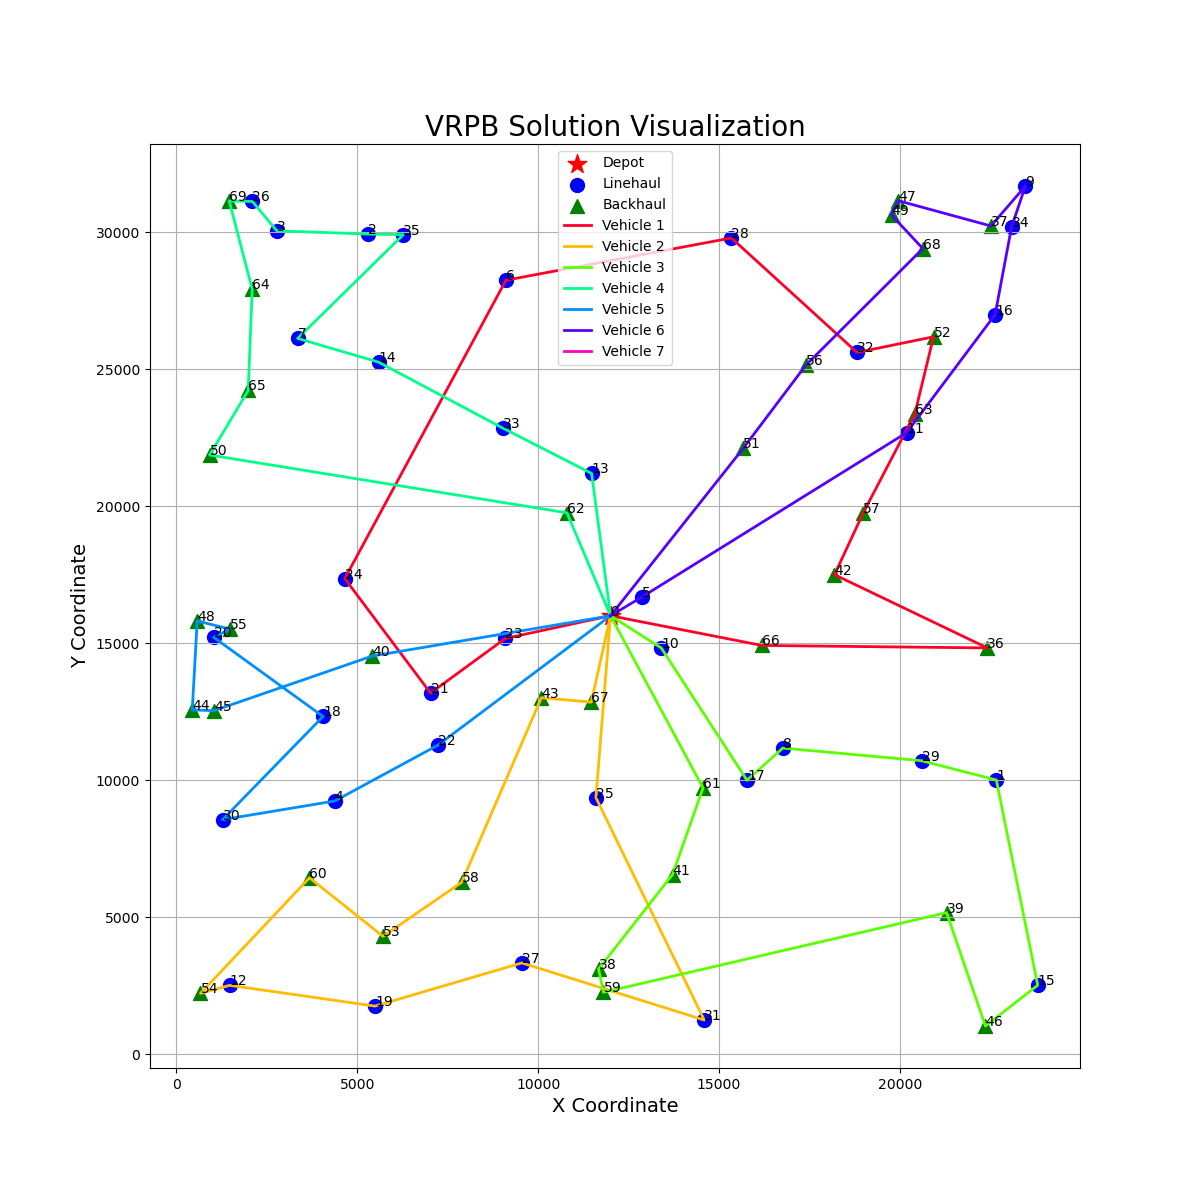 VRPB Solution Visualization
Depot
Linehaul
Backhaul
Vehicle 1
Vehicle 2
Vehicle 3
Vehicle 4
Vehicle 5
Vehicle 6
Vehicle 7
Y Coordinate
30000
25000
20000
15000
10000
5000
0
0 5000 10000 15000 20000
X Coordinate
9
69 26 47
49
37 34
3 2 35 28
68
6
64
16
7 32 52
14 56
65
63
11
33
51
50 13
62 57
24 42
5
0
48 55
20 23 10 66 36
40
21
43 67
44 45 18
22
8
29
17 1
61
4 25
30
60 58 41
39
53
27 38
12 54 59 15
19 31 46